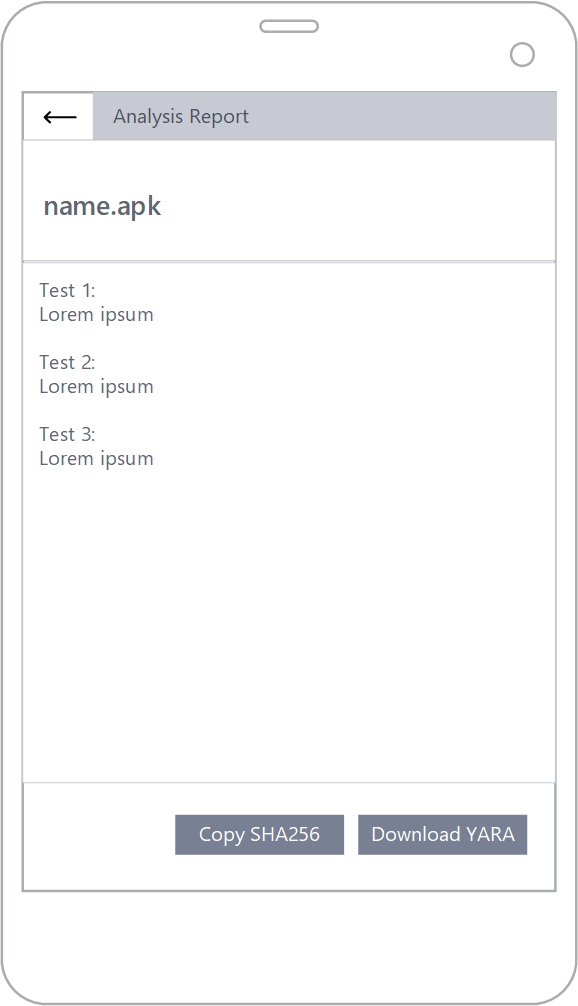 Analysis Report
name.apk
Test 1:
Lorem ipsum
Test 2:
Lorem ipsum
Test 3:
Lorem ipsum
Copy SHA256
Download YARA